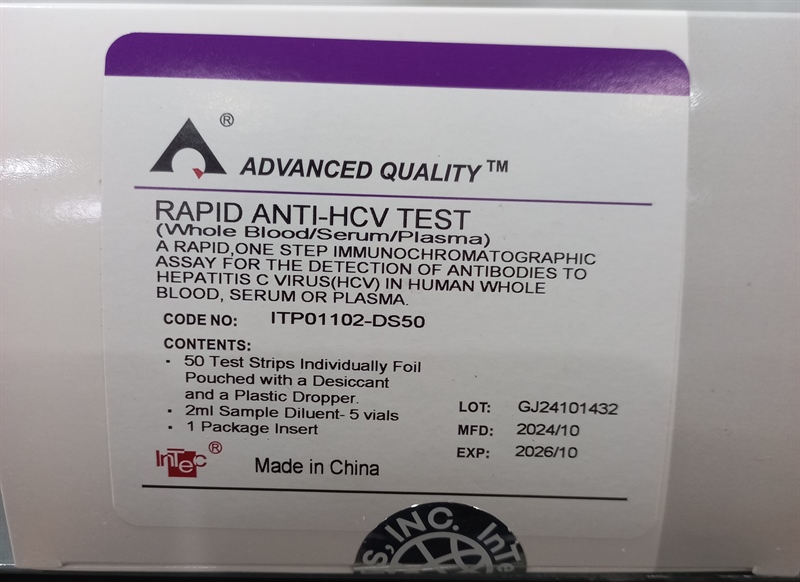 ®
ADVANCED QUALITY™
RAPID ANTI-HCV TEST
(Whole Blood/Serum/Plasma)
A RAPID,ONE STEP IMMUNOCHROMATOGRAPHIC
ASSAY FOR THE DETECTION OF ANTIBODIES TO
HEPATITIS C VIRUS(HCV) IN HUMAN WHOLE
BLOOD, SERUM OR PLASMA.
CODE NO: ITP01102-DS50
CONTENTS:
• 50 Test Strips Individually Foil
Pouched with a Desiccant
and a Plastic Dropper.
• 2ml Sample Diluent- 5 vials
• 1 Package Insert
LOT: GJ24101432
MFD: 2024/10
EXP: 2026/10
InTec®
Made in China
S, INC. InTe